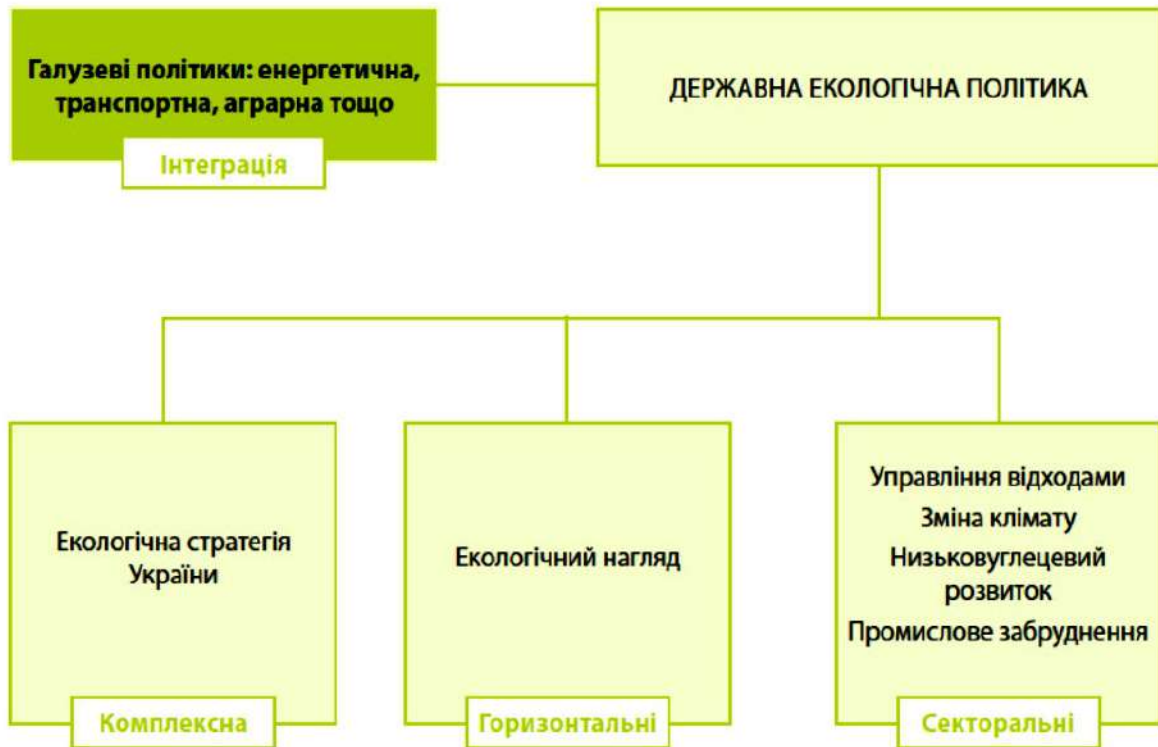 Галузеві політики: енергетична,
транспортна, аграрна тощо
Інтеграція
ДЕРЖАВНА ЕКОЛОГІЧНА ПОЛІТИКА
Екологічна стратегія
України
Комплексна
Екологічний нагляд
Горизонтальні
Управління відходами
Зміна клімату
Низьковуглецевий
розвиток
Промислове забруднення
Секторальні